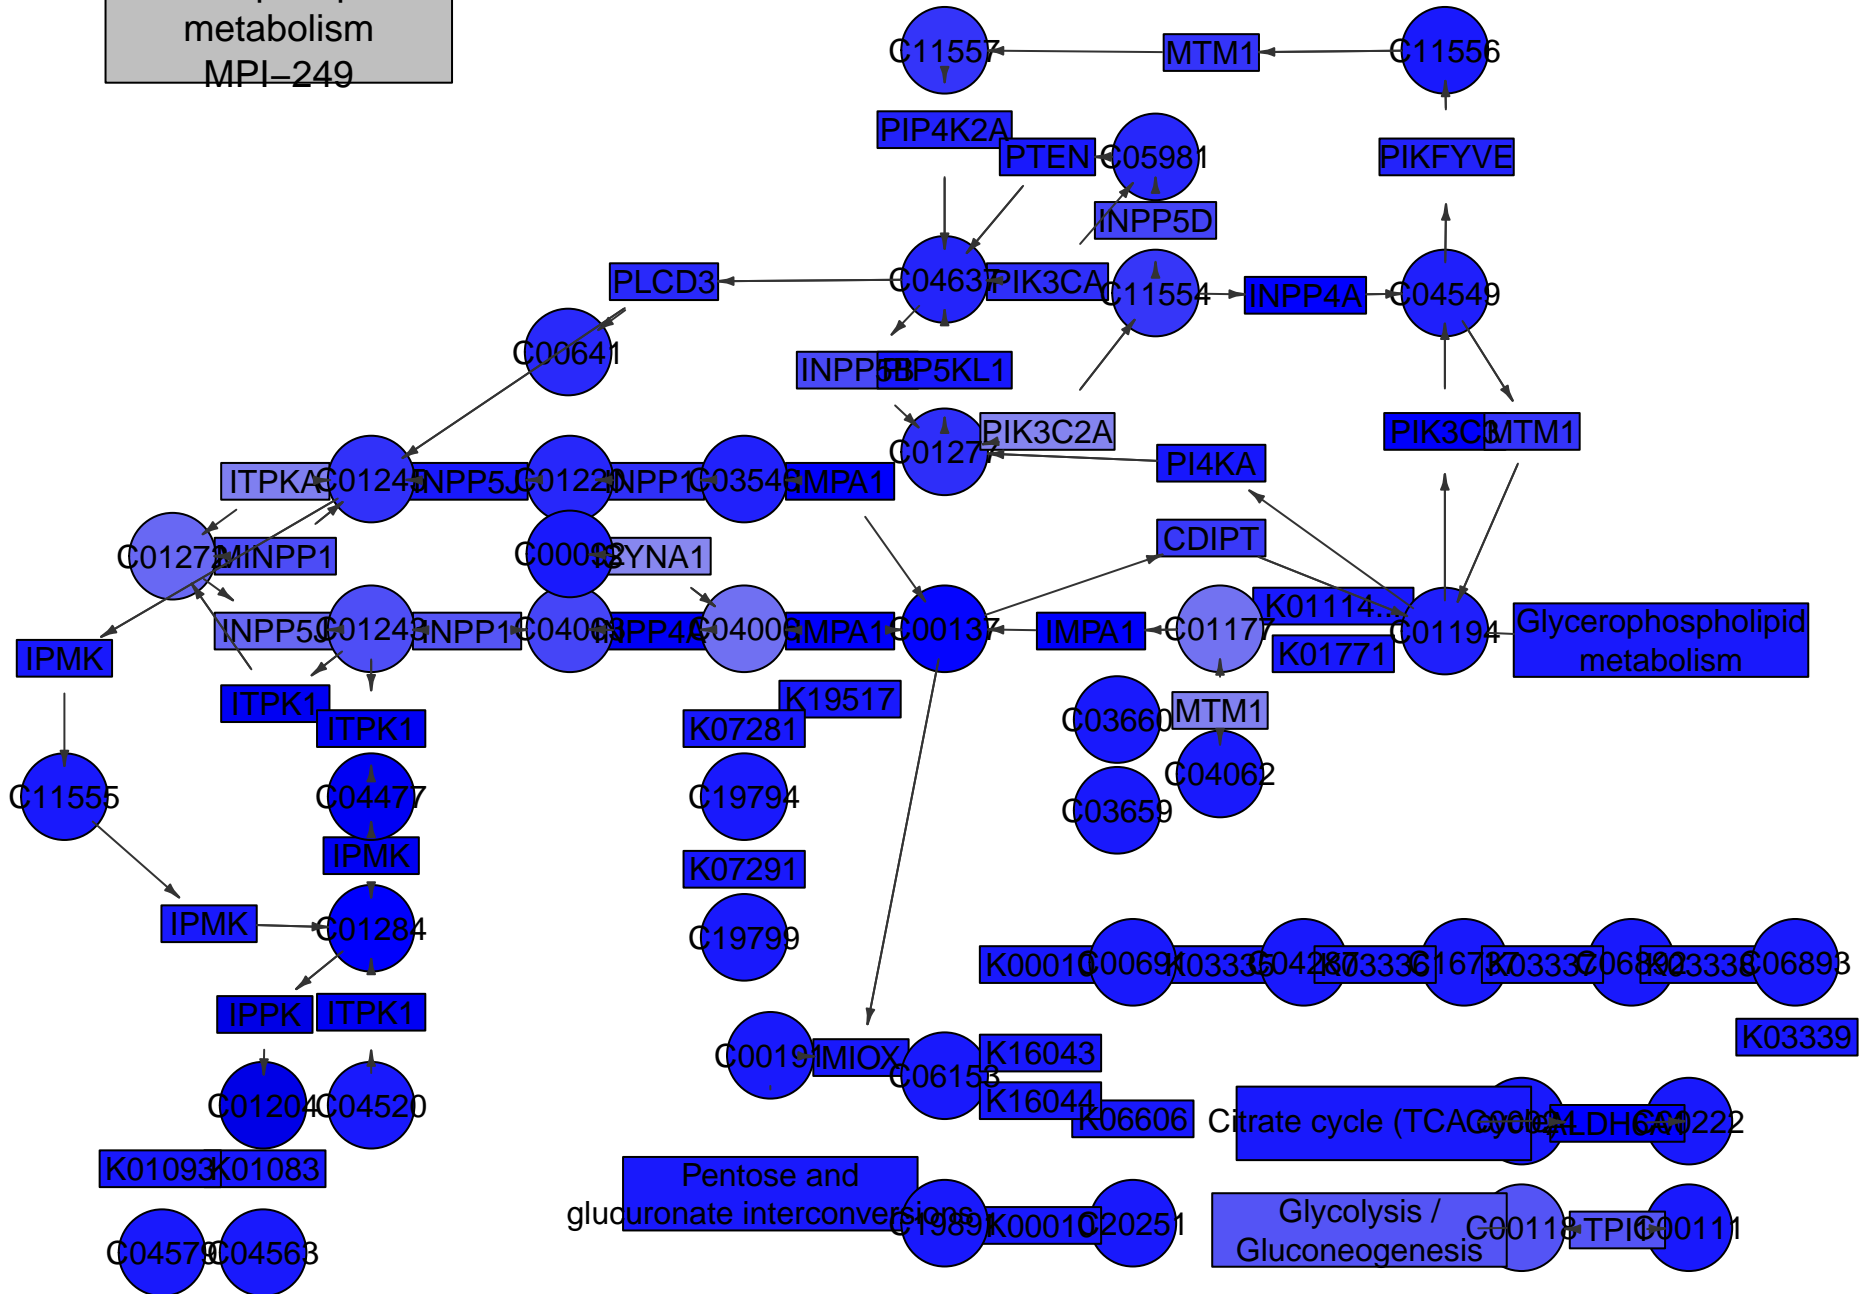 metabolism
MPI−249
C11557
MTM1
C11556
PIP4K2A
PTEN
C05981
PIKFYVE
INPP5D
PLCD3
C04637
PIK3CA
C11554
INPP4A
C04549
C00641
INPP5B
PIP5KL1
C01277
PIK3C2A
PI4KA
PIK3C3
MTM1
ITPKA
C01245
INPP5J
C01220
INPP1
C03546
IMPA1
C01272
MINPP1
C00092
ISYNA1
CDIPT
INPP5J
C01243
INPP1
C04063
INPP4A
C04006
IMPA1
C00137
IMPA1
C01177
K01114...
K01771
C01194
Glycerophospholipid
metabolism
IPMK
ITPK1
ITPK1
K19517
K07281
C03660
MTM1
C04062
C11555
C04477
C19794
C03659
IPMK
K07291
IPMK
C01284
C19799
K00010
C00691
K03335
C04287
K03336
C16737
K03337
C06892
K03338
C06893
IPPK
ITPK1
K03339
C00191
MIOX
C06153
K16043
K16044
K06606
C01204
C04520
Citrate cycle (TCA cycle)
C00222
K01093
K01083
Pentose and
glucuronate interconversions
C19891
K00010
C20251
Glycolysis /
Gluconeogenesis
C00118
TPI1
C00111
C04579
C04563